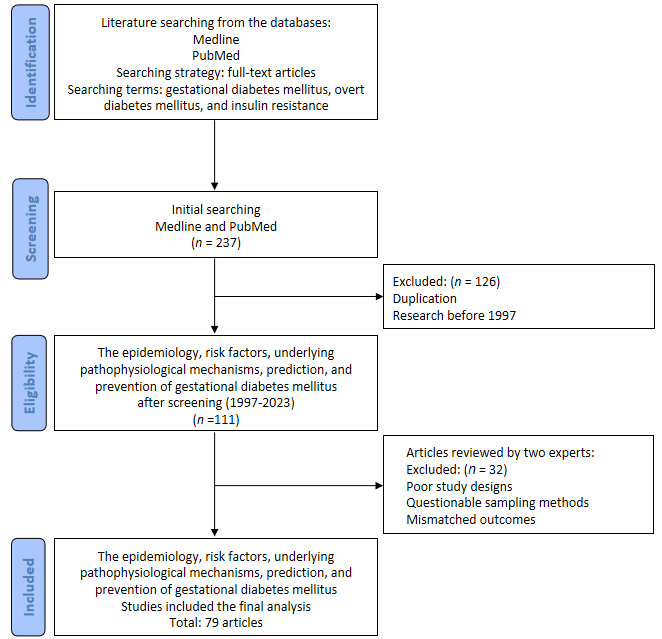 Identification
Literature searching from the databases:
Medline
PubMed
Searching strategy: full-text articles
Searching terms: gestational diabetes mellitus, overt
diabetes mellitus, and insulin resistance
Screening
Initial searching
Medline and PubMed
(n = 237)
Excluded: (n = 126)
Duplication
Research before 1997
Eligibility
The epidemiology, risk factors, underlying
pathophysiological mechanisms, prediction, and
prevention of gestational diabetes mellitus
after screening (1997-2023)
(n =111)
Articles reviewed by two experts:
Excluded: (n = 32)
Poor study designs
Questionable sampling methods
Mismatched outcomes
Included
The epidemiology, risk factors, underlying
pathophysiological mechanisms, prediction, and
prevention of gestational diabetes mellitus
Studies included the final analysis
Total: 79 articles